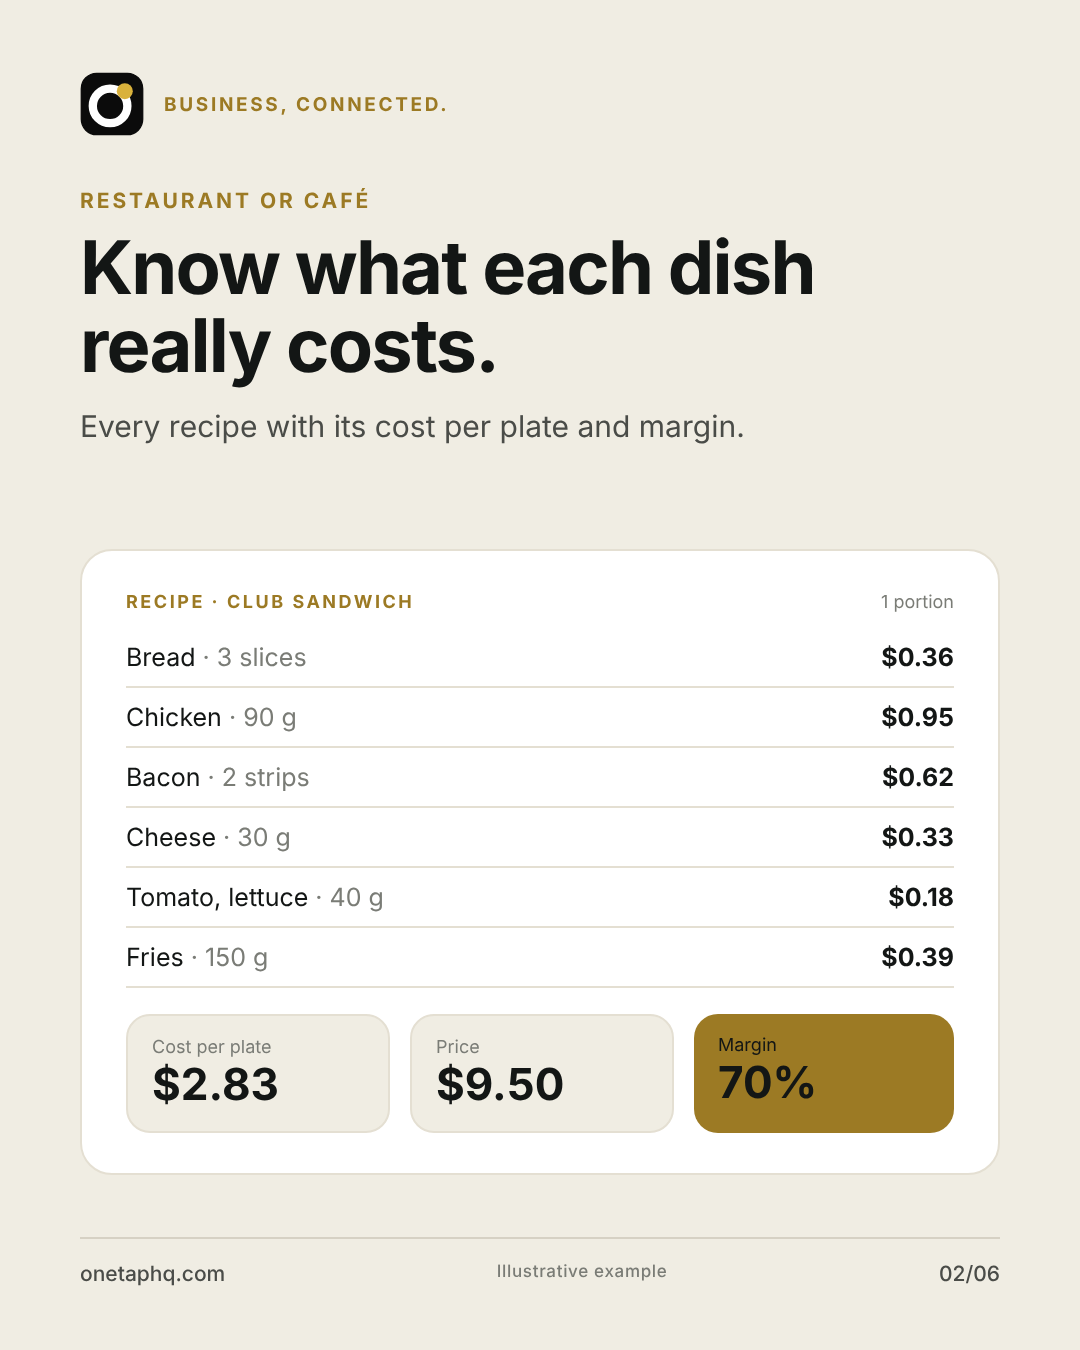 BUSINESS, CONNECTED.
RESTAURANT OR CAFÉ
Know what each dish
really costs.
Every recipe with its cost per plate and margin.
RECIPE · CLUB SANDWICH 1 portion
Bread · 3 slices $0.36
Chicken · 90 g $0.95
Bacon · 2 strips $0.62
Cheese · 30 g $0.33
Tomato, lettuce · 40 g $0.18
Fries · 150 g $0.39
Cost per plate Price Margin
$2.83 $9.50 70%
onetaphq.com Illustrative example 02/06